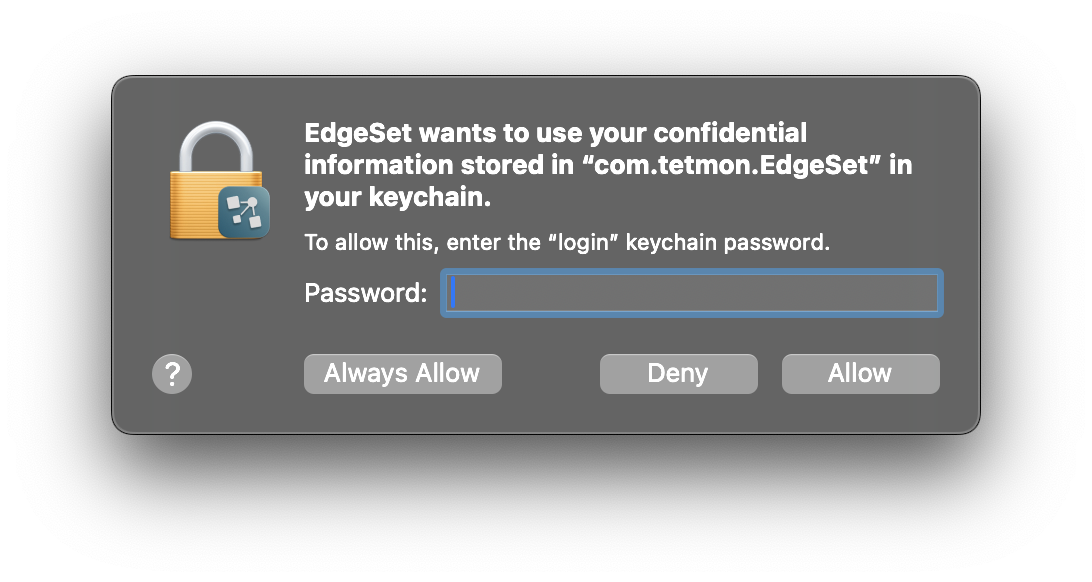 EdgeSet wants to use your confidential
information stored in “com.tetmon.EdgeSet” in
your keychain.
To allow this, enter the “login” keychain password.
Password:
?
Always Allow
Deny
Allow